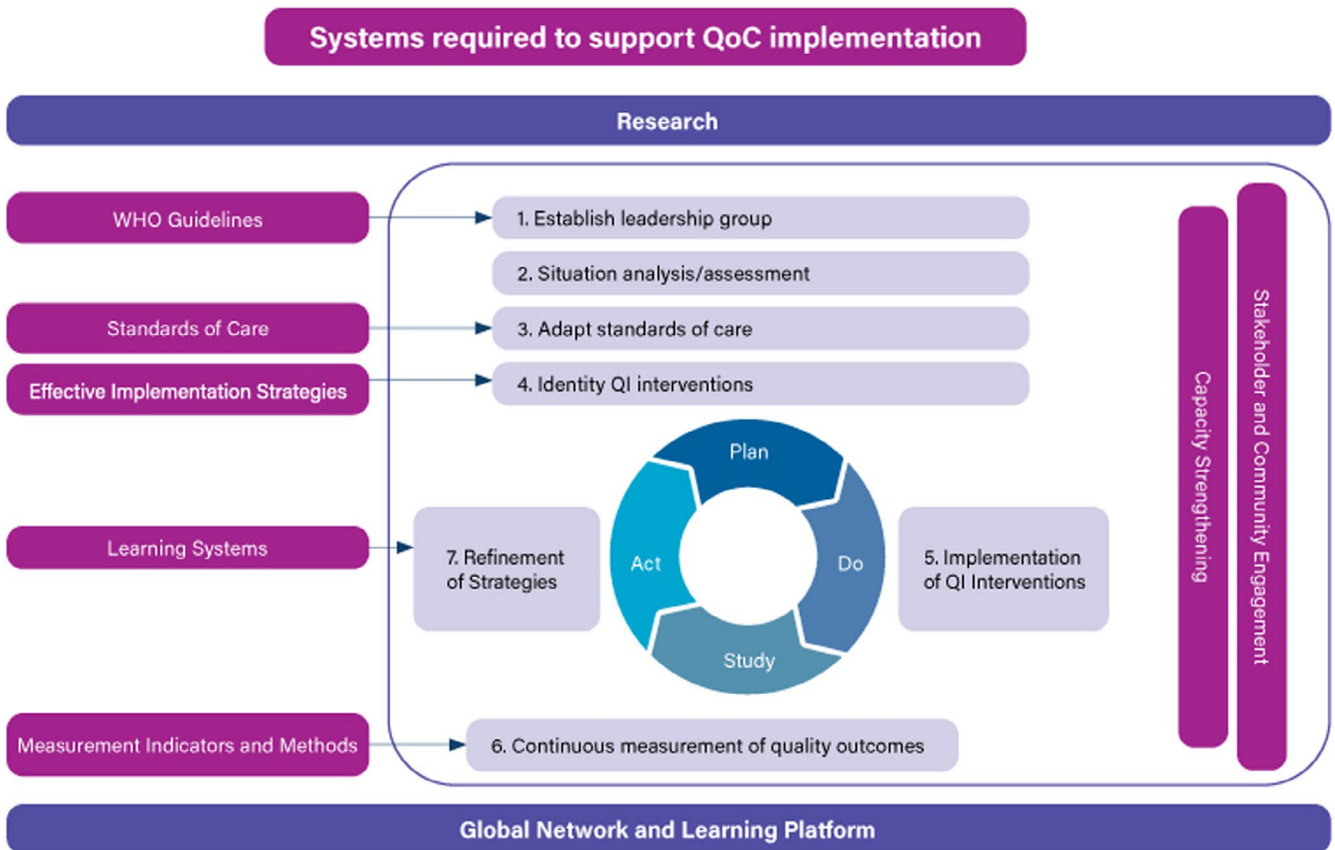 Systems required to support QoC implementation
Research
WHO Guidelines
1. Establish leadership group
2. Situation analysis/assessment
Standards of Care
3. Adapt standards of care
Effective Implementation Strategies
4. Identity QI interventions
Plan
Do
Study
Act
Learning Systems
7. Refinement
of Strategies
5. Implementation
of QI Interventions
Measurement Indicators and Methods
6. Continuous measurement of quality outcomes
Capacity Strengthening
Stakeholder and Community Engagement
Global Network and Learning Platform